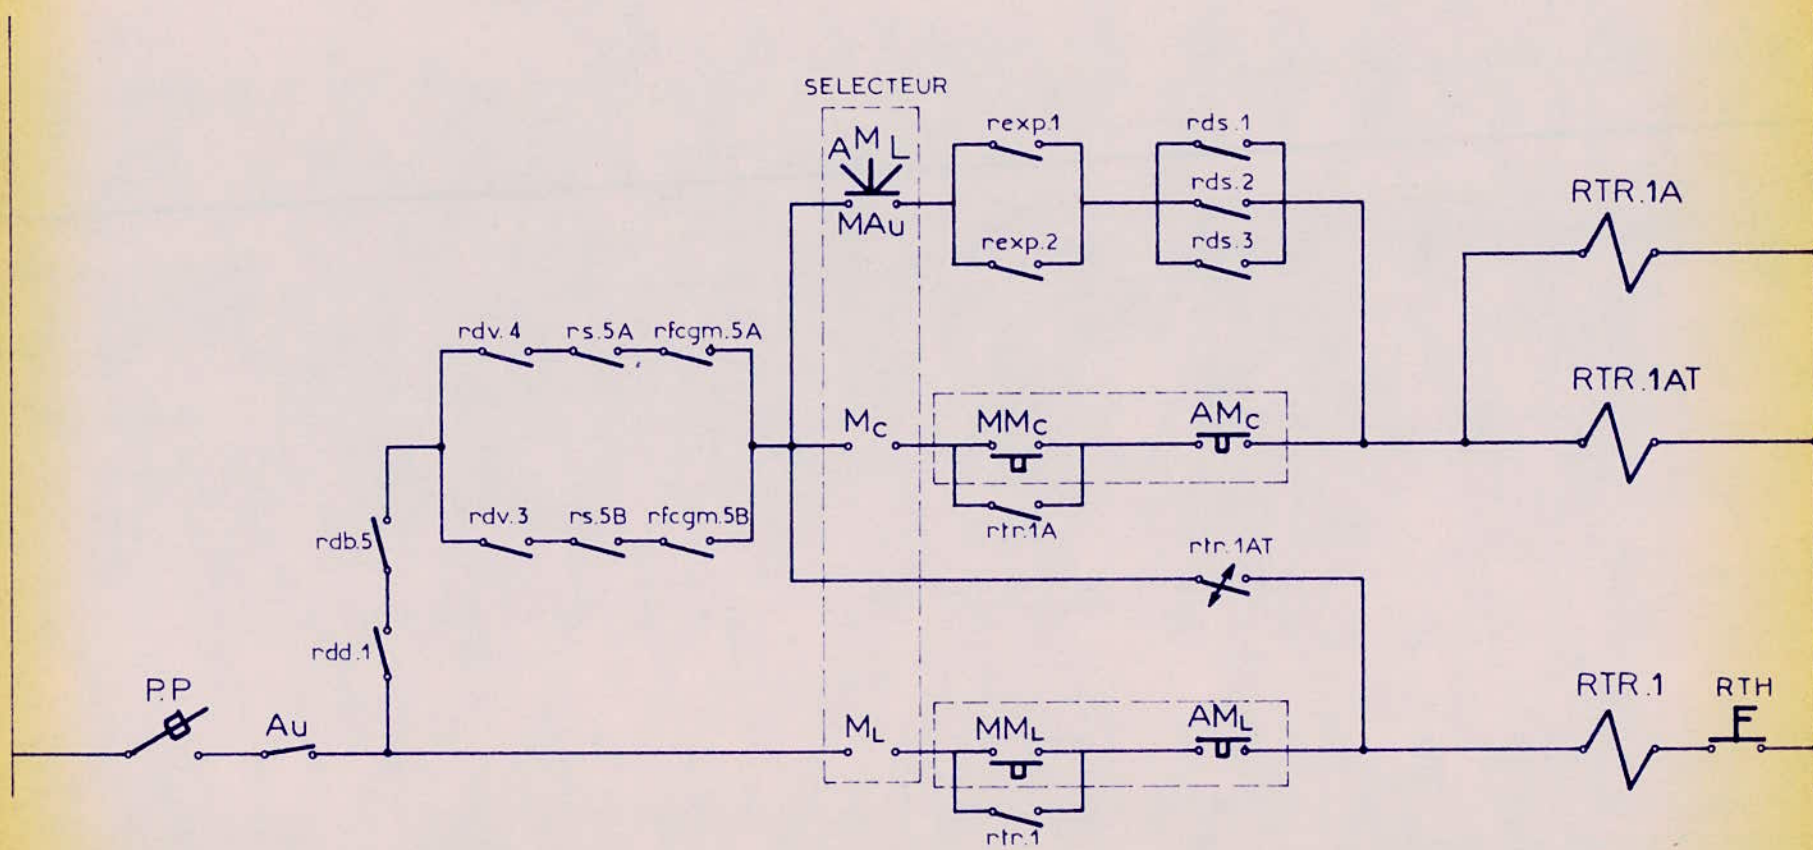 SELECTEUR
A M L
MAu
rexp.1
rds.1
rds.2
rexp.2
rds.3
RTR.1A
rdv.4 rs.5A rfcgm.5A
RTR.1AT
Mc
MMc
AMc
rdv.3 rs.5B rfcgm.5B
rtr.1A
rdb.5
rtr.1AT
rdd.1
P.P
Au
ML
MML
AML
RTR.1
RTH
F
rtr.1